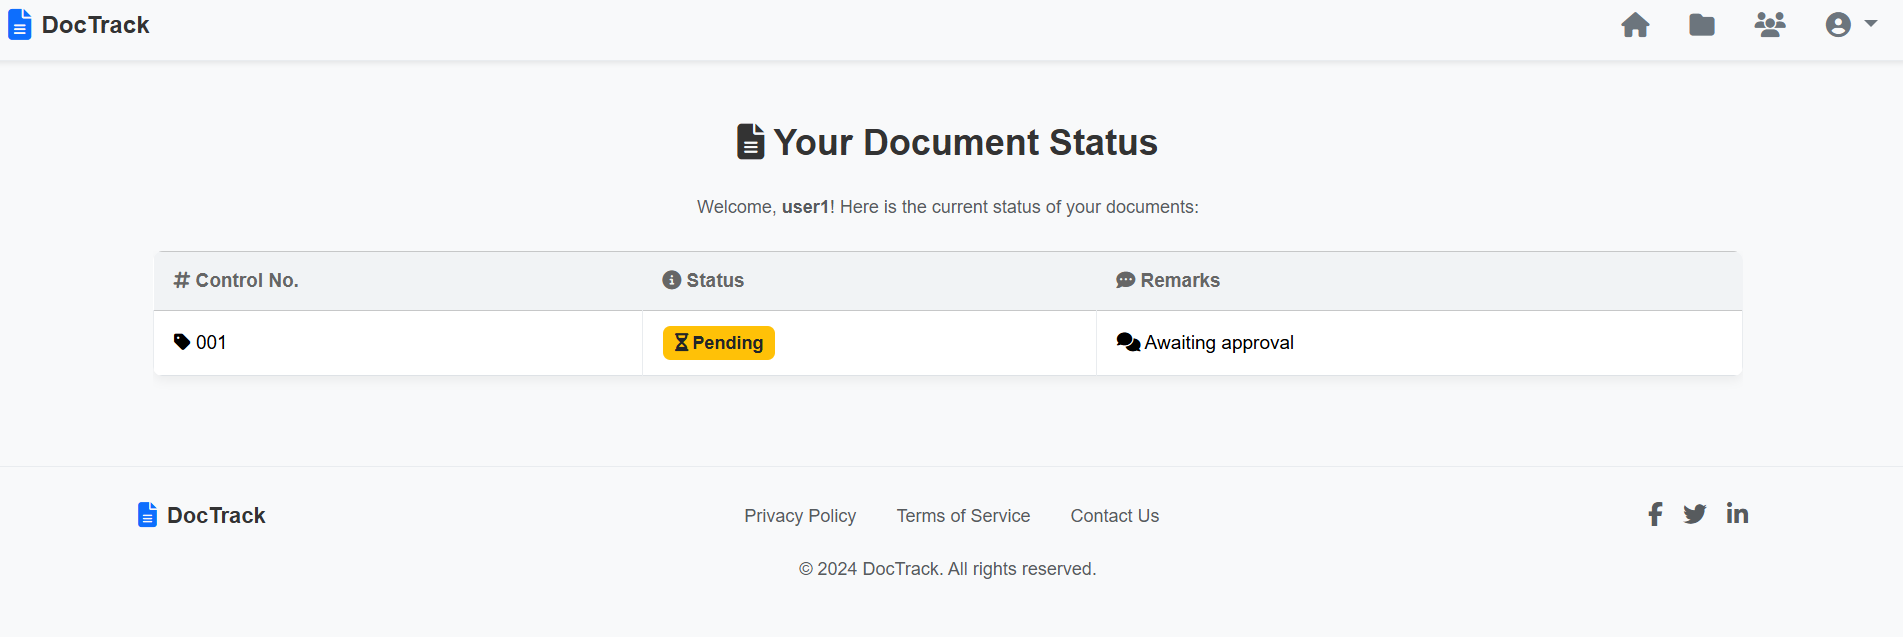 DocTrack
Your Document Status
Welcome, user1! Here is the current status of your documents:
# Control No. Status Remarks
001 Pending Awaiting approval
DocTrack Privacy Policy Terms of Service Contact Us
© 2024 DocTrack. All rights reserved.